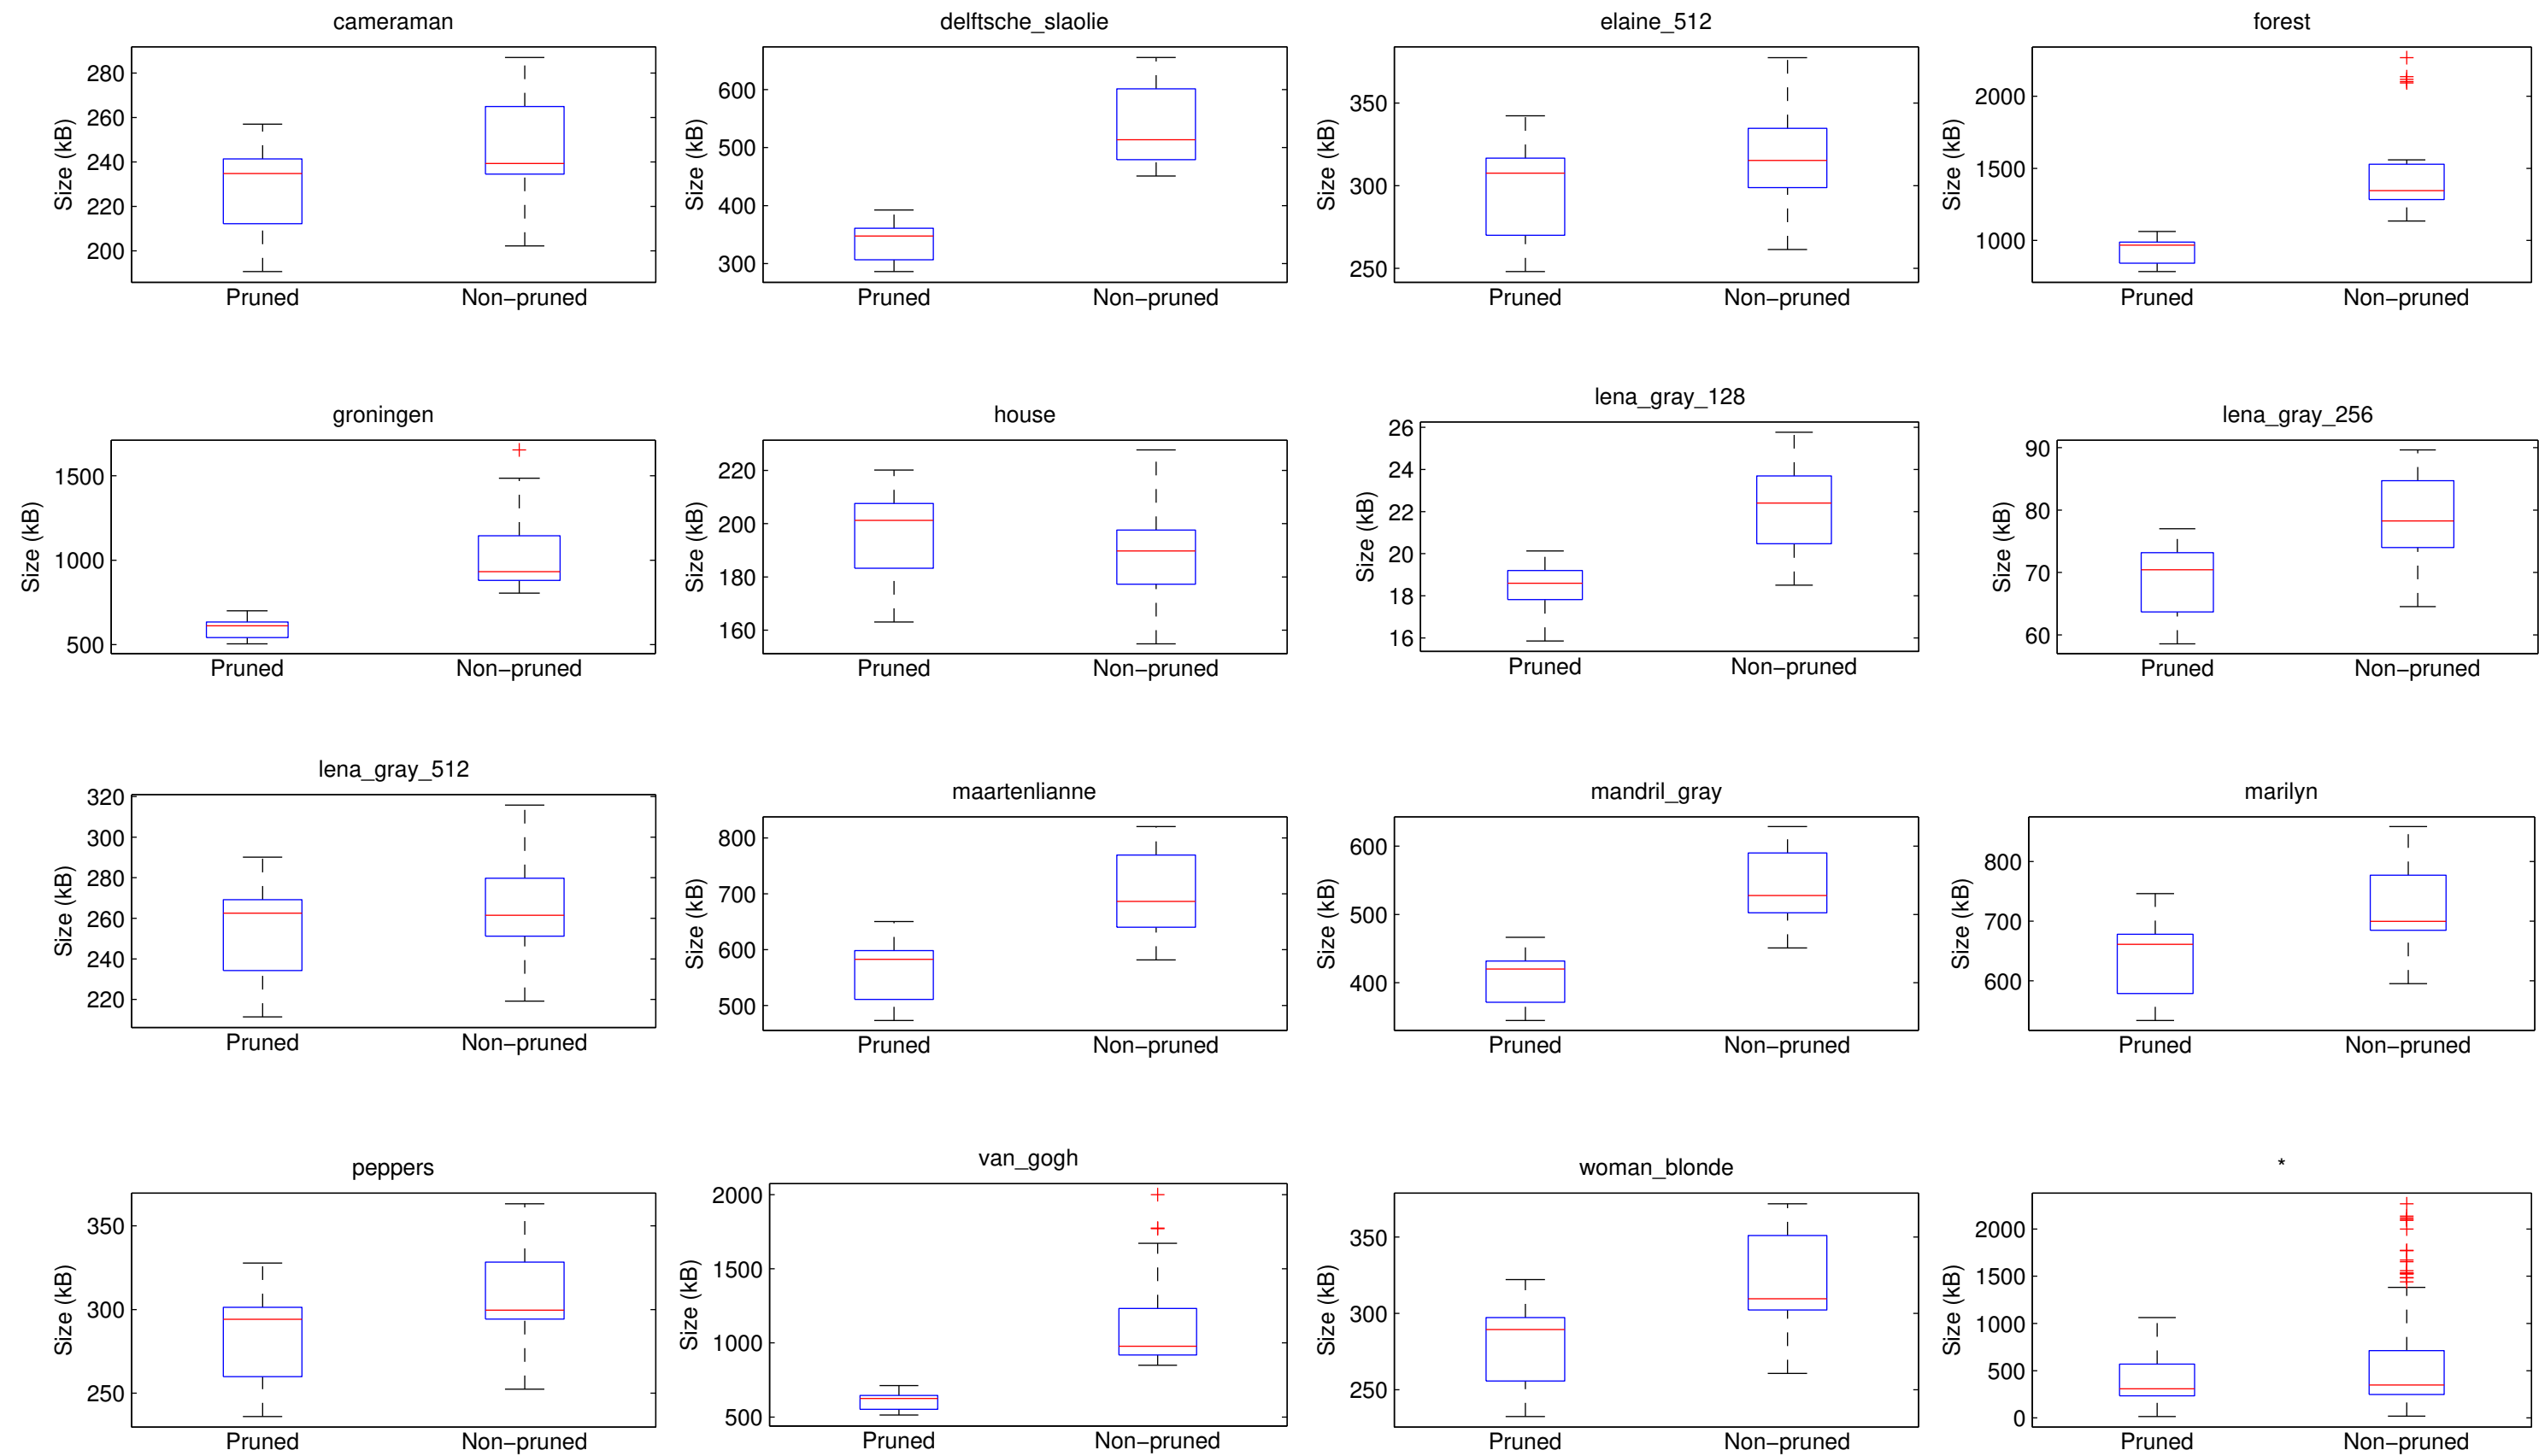 cameraman
Size (kB)
280
260
240
220
200
Pruned Non−pruned
delftsche_slaolie
Size (kB)
600
500
400
300
Pruned Non−pruned
elaine_512
Size (kB)
350
300
250
Pruned Non−pruned
forest
Size (kB)
2000
1500
1000
Pruned Non−pruned
groningen
Size (kB)
1500
1000
500
Pruned Non−pruned
house
Size (kB)
220
200
180
160
Pruned Non−pruned
lena_gray_128
Size (kB)
26
24
22
20
18
16
Pruned Non−pruned
lena_gray_256
Size (kB)
90
80
70
60
Pruned Non−pruned
lena_gray_512
Size (kB)
320
300
280
260
240
220
Pruned Non−pruned
maartenlianne
Size (kB)
800
700
600
500
Pruned Non−pruned
mandril_gray
Size (kB)
600
500
400
Pruned Non−pruned
marilyn
Size (kB)
800
700
600
Pruned Non−pruned
peppers
Size (kB)
350
300
250
Pruned Non−pruned
van_gogh
Size (kB)
2000
1500
1000
500
Pruned Non−pruned
woman_blonde
Size (kB)
350
300
250
Pruned Non−pruned
*
Size (kB)
2000
1500
1000
500
0
Pruned Non−pruned